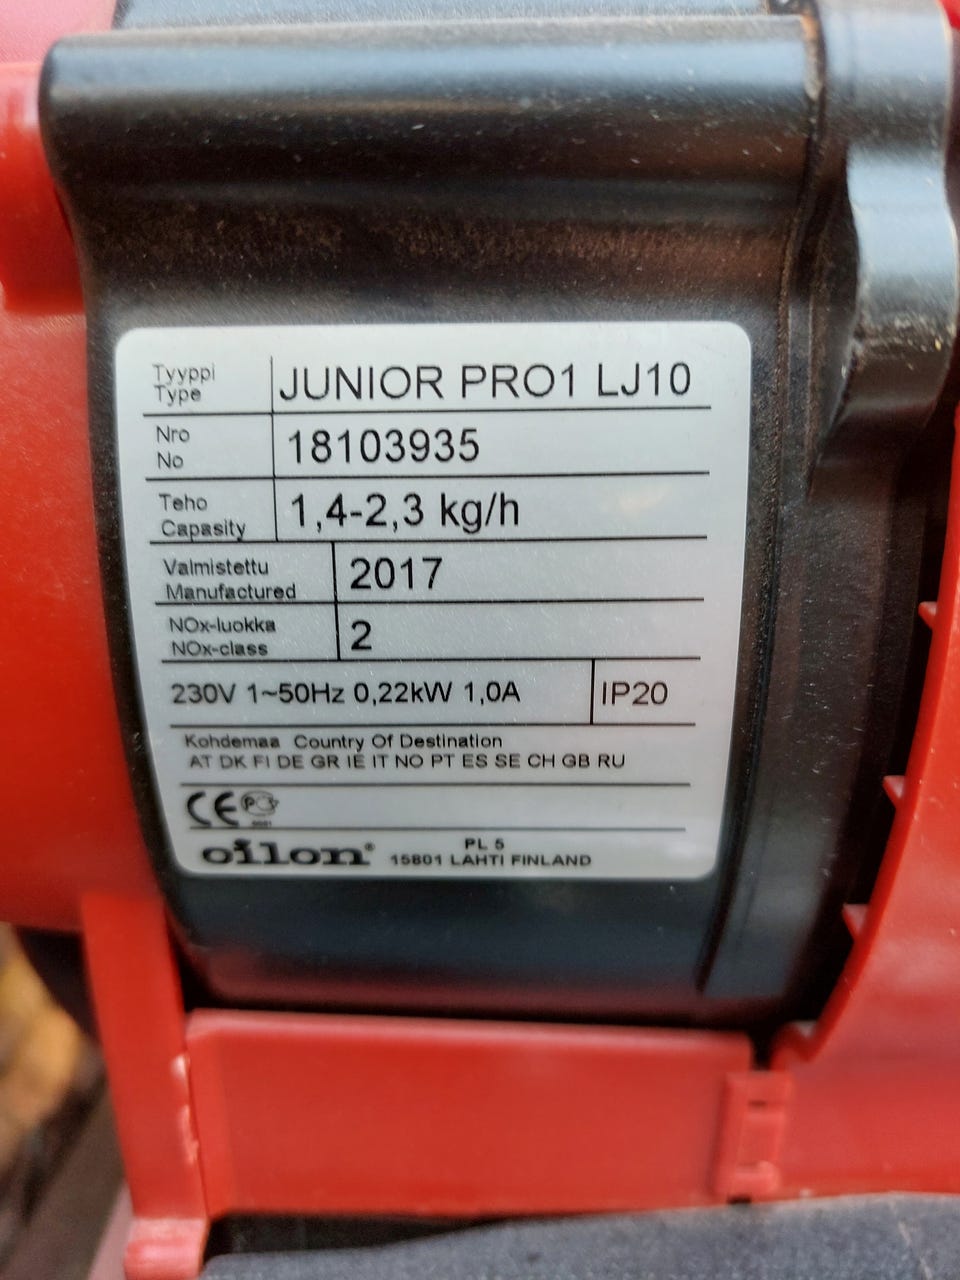 Tyyppi
Type
JUNIOR PRO1 LJ10
Nro
No
18103935
Teho
Capasity
1,4-2,3 kg/h
Valmistettu
Manufactured
2017
NOx-luokka
NOx-class
2
230V 1~50Hz 0,22kW 1,0A
IP20
Kohdemaa Country Of Destination
AT DK FI DE GR IE IT NO PT ES SE CH GB RU
CE
oilon®
PL 5
15801 LAHTI FINLAND